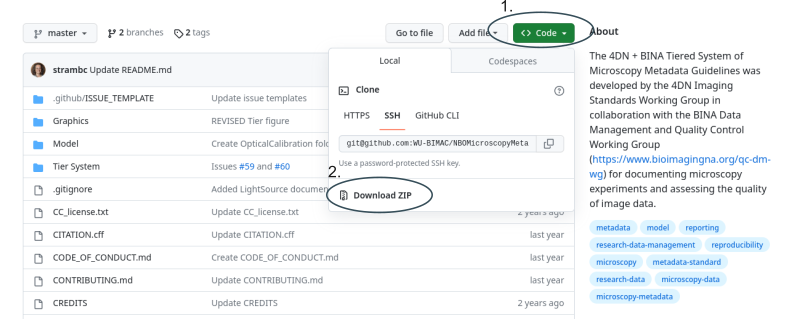 1.
master
2 branches
2 tags
Go to file
Add file
Code
About
strambc Update README.md
Local
Codespaces
Clone
HTTPS
SSH
GitHub CLI
git@github.com:WU-BIMAC/NBOMicroscopyMeta
Use a password-protected SSH key.
2.
Download ZIP
.github/ISSUE_TEMPLATE
Update issue templates
Graphics
REVISED Tier figure
Model
Create OpticalCalibration fold
Tier System
Issues #59 and #60
.gitignore
Added LightSource documen
CC_license.txt
Update CC_license.txt
2 years ago
CITATION.cff
Update CITATION.cff
last year
CODE_OF_CONDUCT.md
Create CODE_OF_CONDUCT.md
last year
CONTRIBUTING.md
Update CONTRIBUTING.md
last year
CREDITS
Update CREDITS
2 years ago
The 4DN + BINA Tiered System of
Microscopy Metadata Guidelines was
developed by the 4DN Imaging
Standards Working Group in
collaboration with the BINA Data
Management and Quality Control
Working Group
(https://www.bioimagingna.org/qc-dm-
wg) for documenting microscopy
experiments and assessing the quality
of image data.
metadata model reporting
research-data-management reproducibility
microscopy metadata-standard
research-data microscopy-data
microscopy-metadata